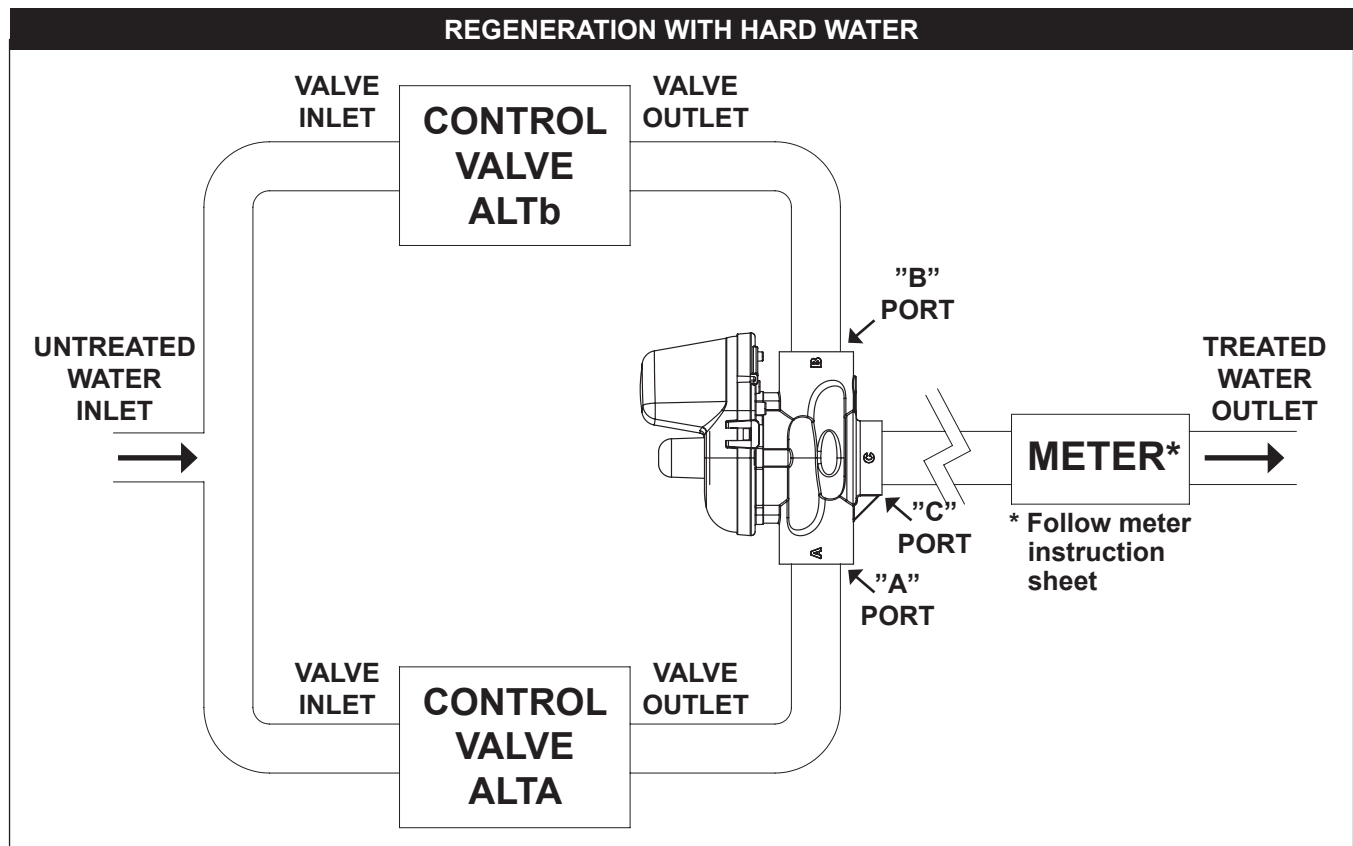 REGENERATION WITH HARD WATER
VALVE
INLET
CONTROL
VALVE
ALTb
VALVE
OUTLET
”B”
PORT
UNTREATED
WATER
INLET
B
C
A
TREATED
WATER
OUTLET
METER*
* Follow meter
instruction
sheet
”C”
PORT
”A”
PORT
VALVE
INLET
CONTROL
VALVE
ALTA
VALVE
OUTLET